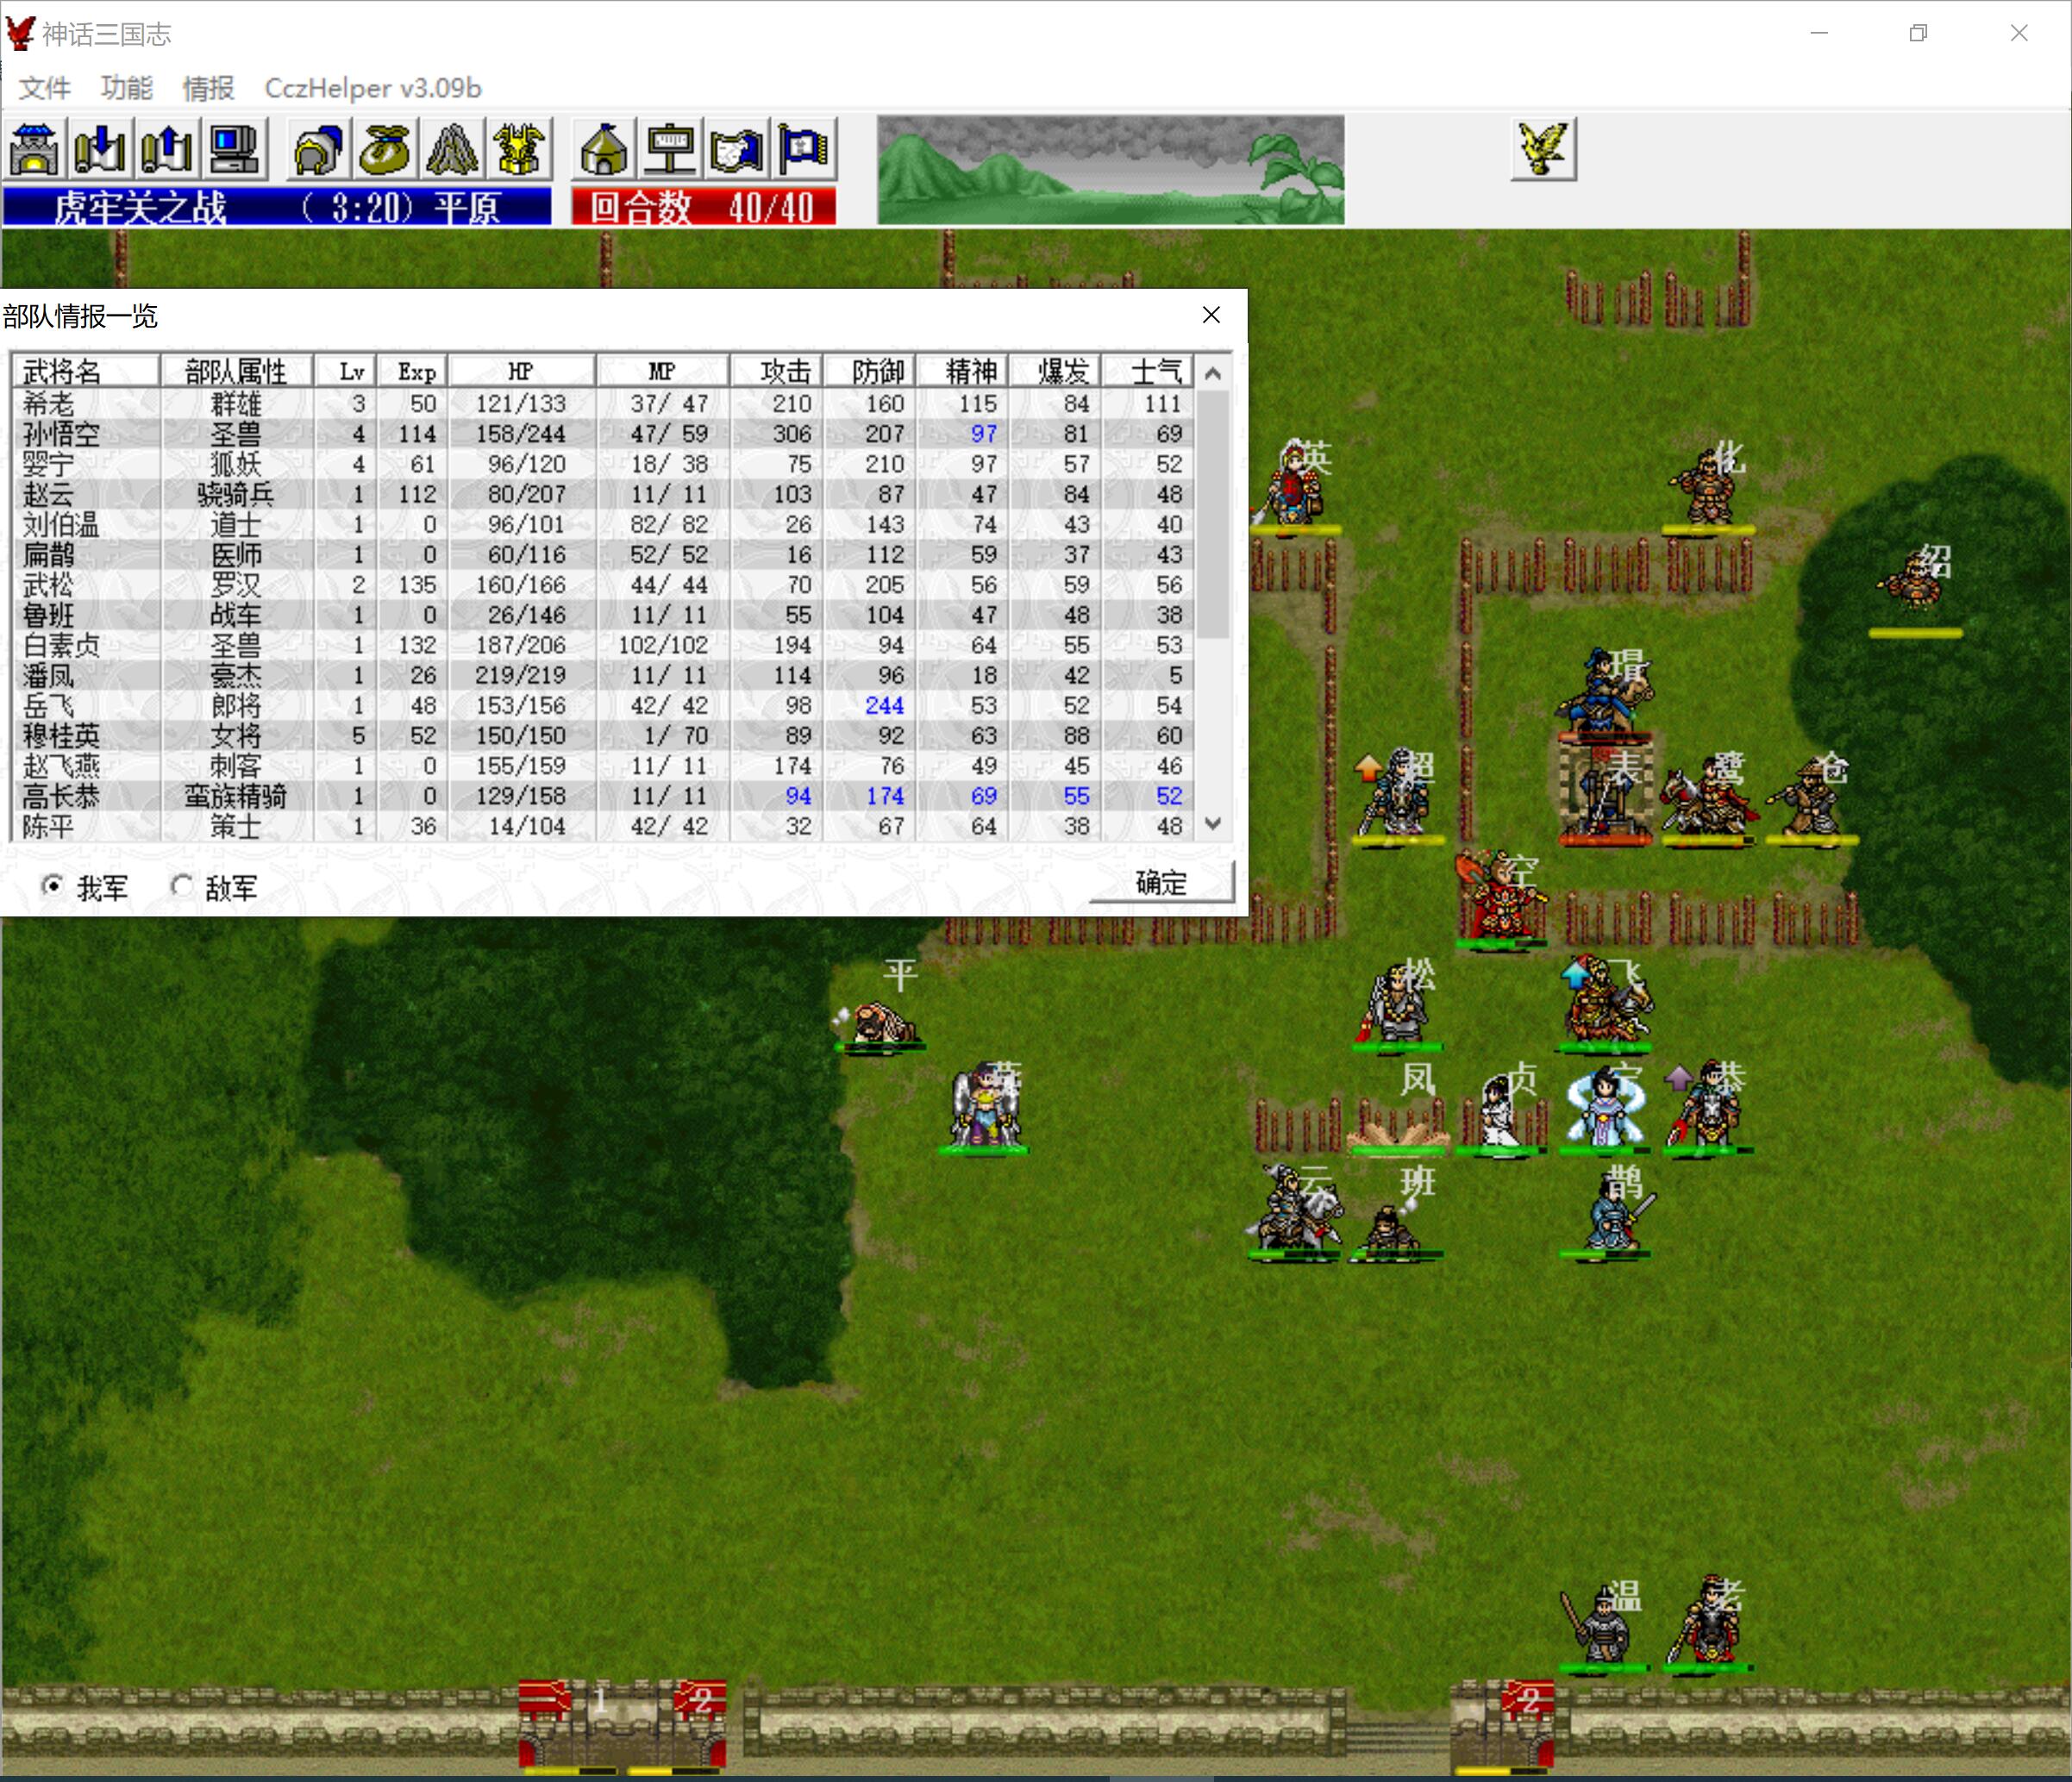 神话三国志
文件 功能 情报 CczHelper v3.09b
虎牢关之战 ( 3:20) 平原 回合数 40/40
部队情报一览
武将名 部队属性 Lv Exp HP MP 攻击 防御 精神 爆发 士气
希老 群雄 3 50 121/133 37/ 47 210 160 115 84 111
孙悟空 圣兽 4 114 158/244 47/ 59 306 207 97 81 69
婴宁 狐妖 4 61 96/120 18/ 38 75 210 97 57 52
赵云 骁骑兵 1 112 80/207 11/ 11 103 87 47 84 48
刘伯温 道士 1 0 96/101 82/ 82 26 143 74 43 40
扁鹊 医师 1 0 60/116 52/ 52 16 112 59 37 43
武松 罗汉 2 135 160/166 44/ 44 70 205 56 59 56
鲁班 战车 1 0 26/146 11/ 11 55 104 47 48 38
白素贞 圣兽 1 132 187/206 102/102 194 94 64 55 53
潘凤 豪杰 1 26 219/219 11/ 11 114 96 18 42 5
岳飞 郎将 1 48 153/156 42/ 42 98 244 53 52 54
穆桂英 女将 5 52 150/150 1/ 70 89 92 63 88 60
赵飞燕 刺客 1 0 155/159 11/ 11 174 76 49 45 46
高长恭 蛮族精骑 1 0 129/158 11/ 11 94 174 69 55 52
陈平 策士 1 36 14/104 42/ 42 32 67 64 38 48
我军 敌军 确定
英 化
绍
瑁
超 表 鹭 仓
空
平 松 飞
燕 凤 贞 宁 恭
云 班 鹊
温 老
1 2 2